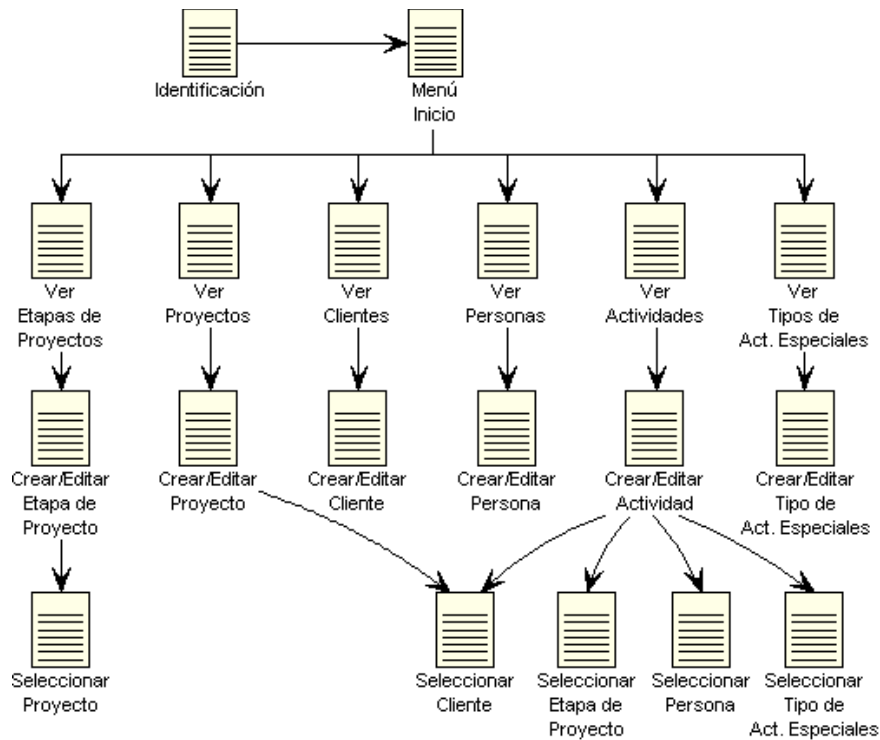 Identificación
Menú
Inicio
Ver
Etapas de
Proyectos
Ver
Proyectos
Ver
Clientes
Ver
Personas
Ver
Actividades
Ver
Tipos de
Act. Especiales
Crear/Editar
Etapa de
Proyecto
Crear/Editar
Proyecto
Crear/Editar
Cliente
Crear/Editar
Persona
Crear/Editar
Actividad
Crear/Editar
Tipo de
Act. Especiales
Seleccionar
Proyecto
Seleccionar
Cliente
Seleccionar
Etapa de
Proyecto
Seleccionar
Persona
Seleccionar
Tipo de
Act. Especiales